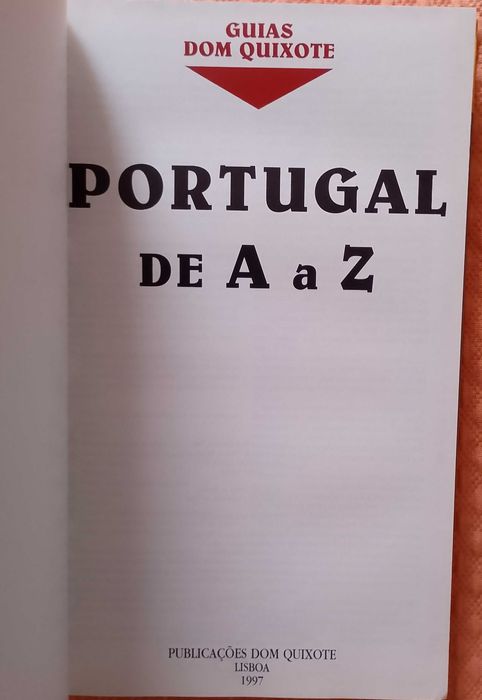 GUIAS
DOM QUIXOTE
PORTUGAL
DE A a Z
PUBLICAÇÕES DOM QUIXOTE
LISBOA
1997